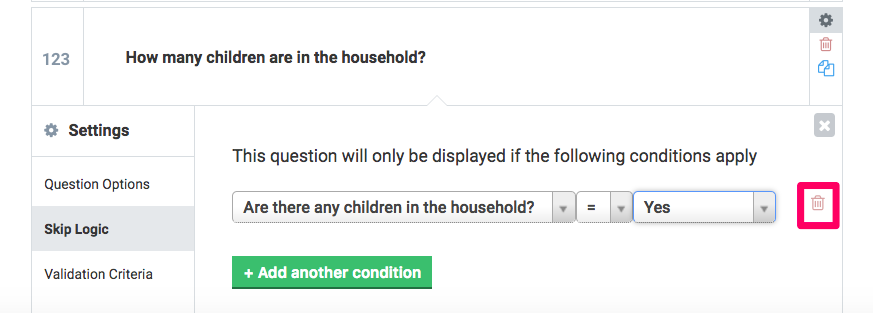 123
How many children are in the household?
Settings
This question will only be displayed if the following conditions apply
Question Options
Are there any children in the household? = Yes
Skip Logic
+ Add another condition
Validation Criteria